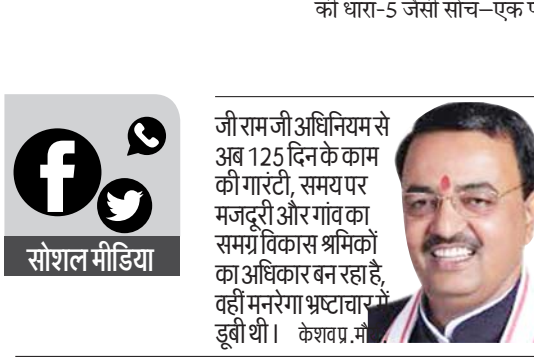 की धारा-5 जैसी सोच–एक
सोशल मीडिया
जी राम जी अधिनियम से
अब 125 दिन के काम
की गारंटी, समय पर
मजदूरी और गांव का
समग्र विकास श्रमिकों
का अधिकार बन रहा है,
वहीं मनरेगा भ्रष्टाचार में
डूबी थी। केशव प्र.